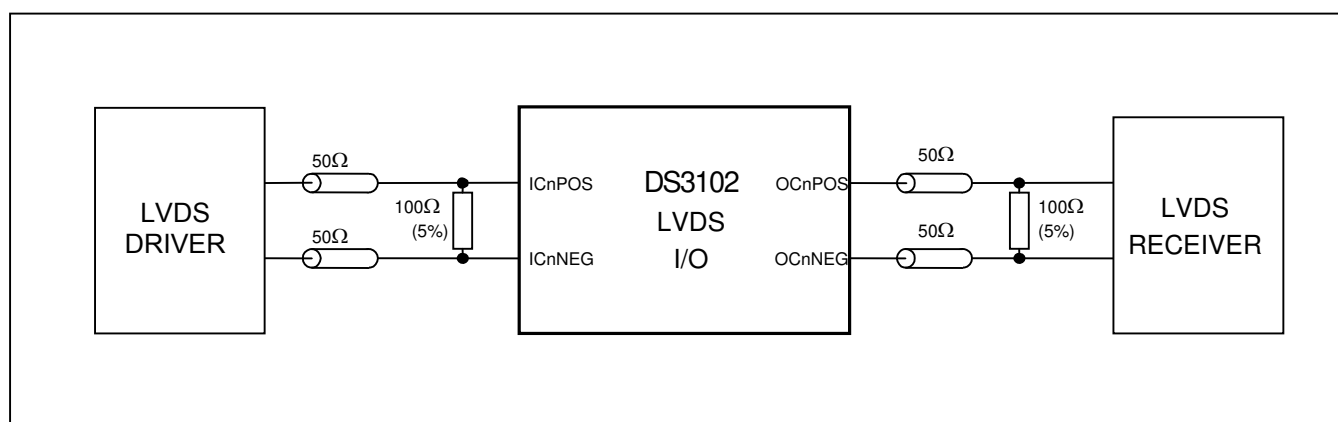 LVDS
DRIVER
50Ω
50Ω
100Ω
(5%)
ICnPOS
ICnNEG
DS3102
LVDS
I/O
OCnPOS
OCnNEG
50Ω
50Ω
100Ω
(5%)
LVDS
RECEIVER